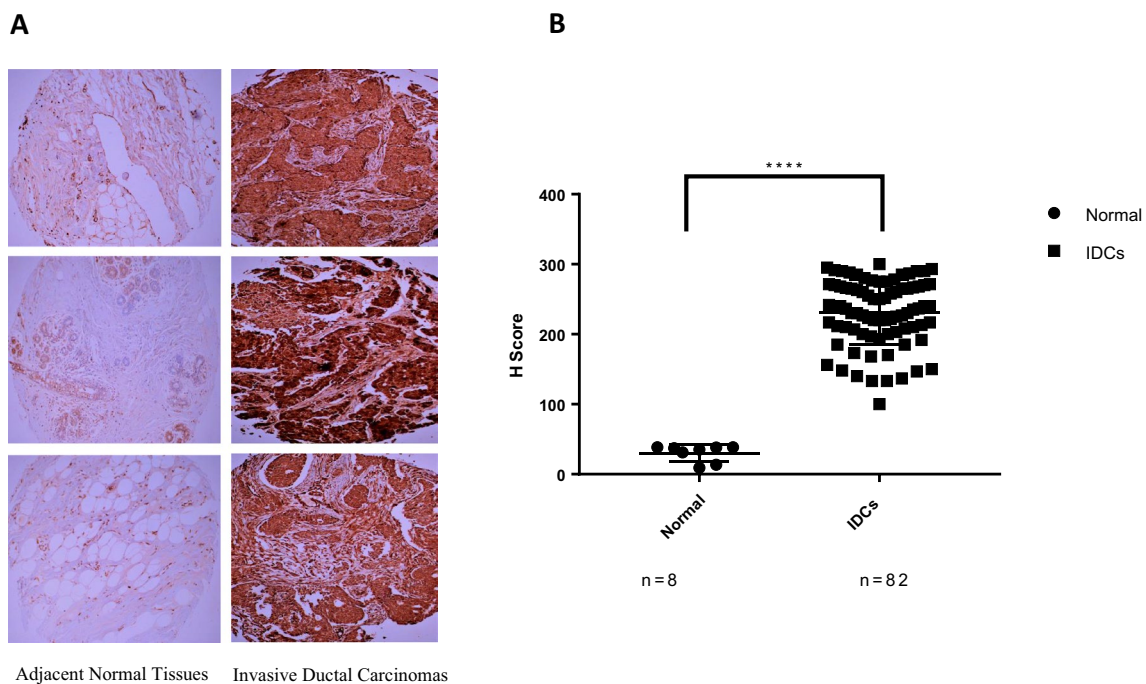 A
Adjacent Normal Tissues
Invasive Ductal Carcinomas
B
****
400
300
200
100
0
H Score
Normal
IDCs
n=8
n=82
Normal
IDCs